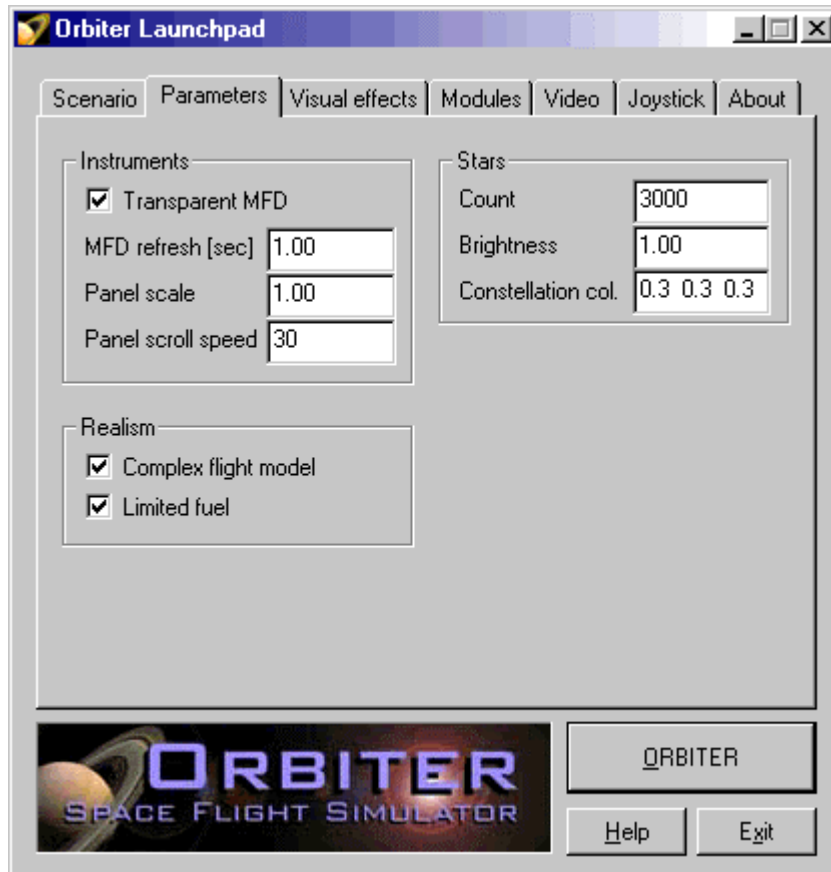 Orbiter Launchpad
Scenario Parameters Visual effects Modules Video Joystick About
Instruments
Transparent MFD
MFD refresh [sec] 1.00
Panel scale 1.00
Panel scroll speed 30
Stars
Count 3000
Brightness 1.00
Constellation col. 0.3 0.3 0.3
Realism
Complex flight model
Limited fuel
ORBITER
SPACE FLIGHT SIMULATOR
ORBITER
Help Exit